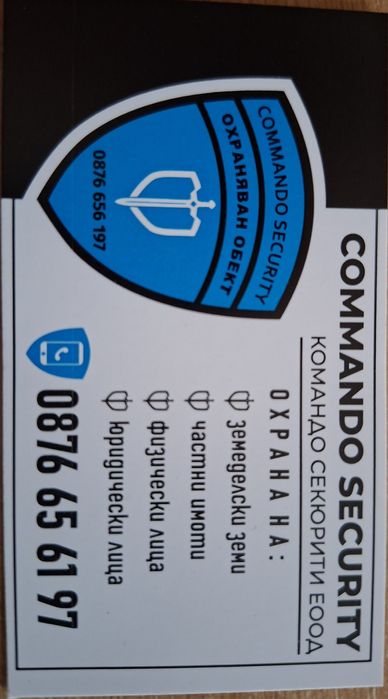 COMMANDO SECURITY
КОМАНДО СЕКЮРИТИ ЕООД
COMMANDO SECURITY
ОХРАНЯВАН ОБЕКТ
0876 656 197
ОХРАНА НА:
земеделски земи
частни имоти
физически лица
юридически лица
0876 65 61 97